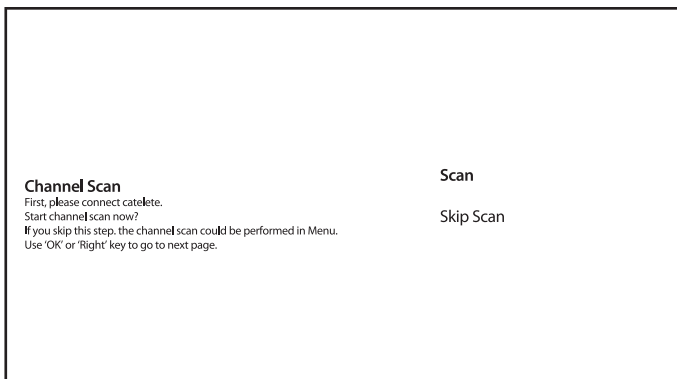 Channel Scan
First, please connect catelete.
Start channel scan now?
If you skip this step. the channel scan could be performed in Menu.
Use ‘OK’ or ‘Right’ key to go to next page.
Scan
Skip Scan